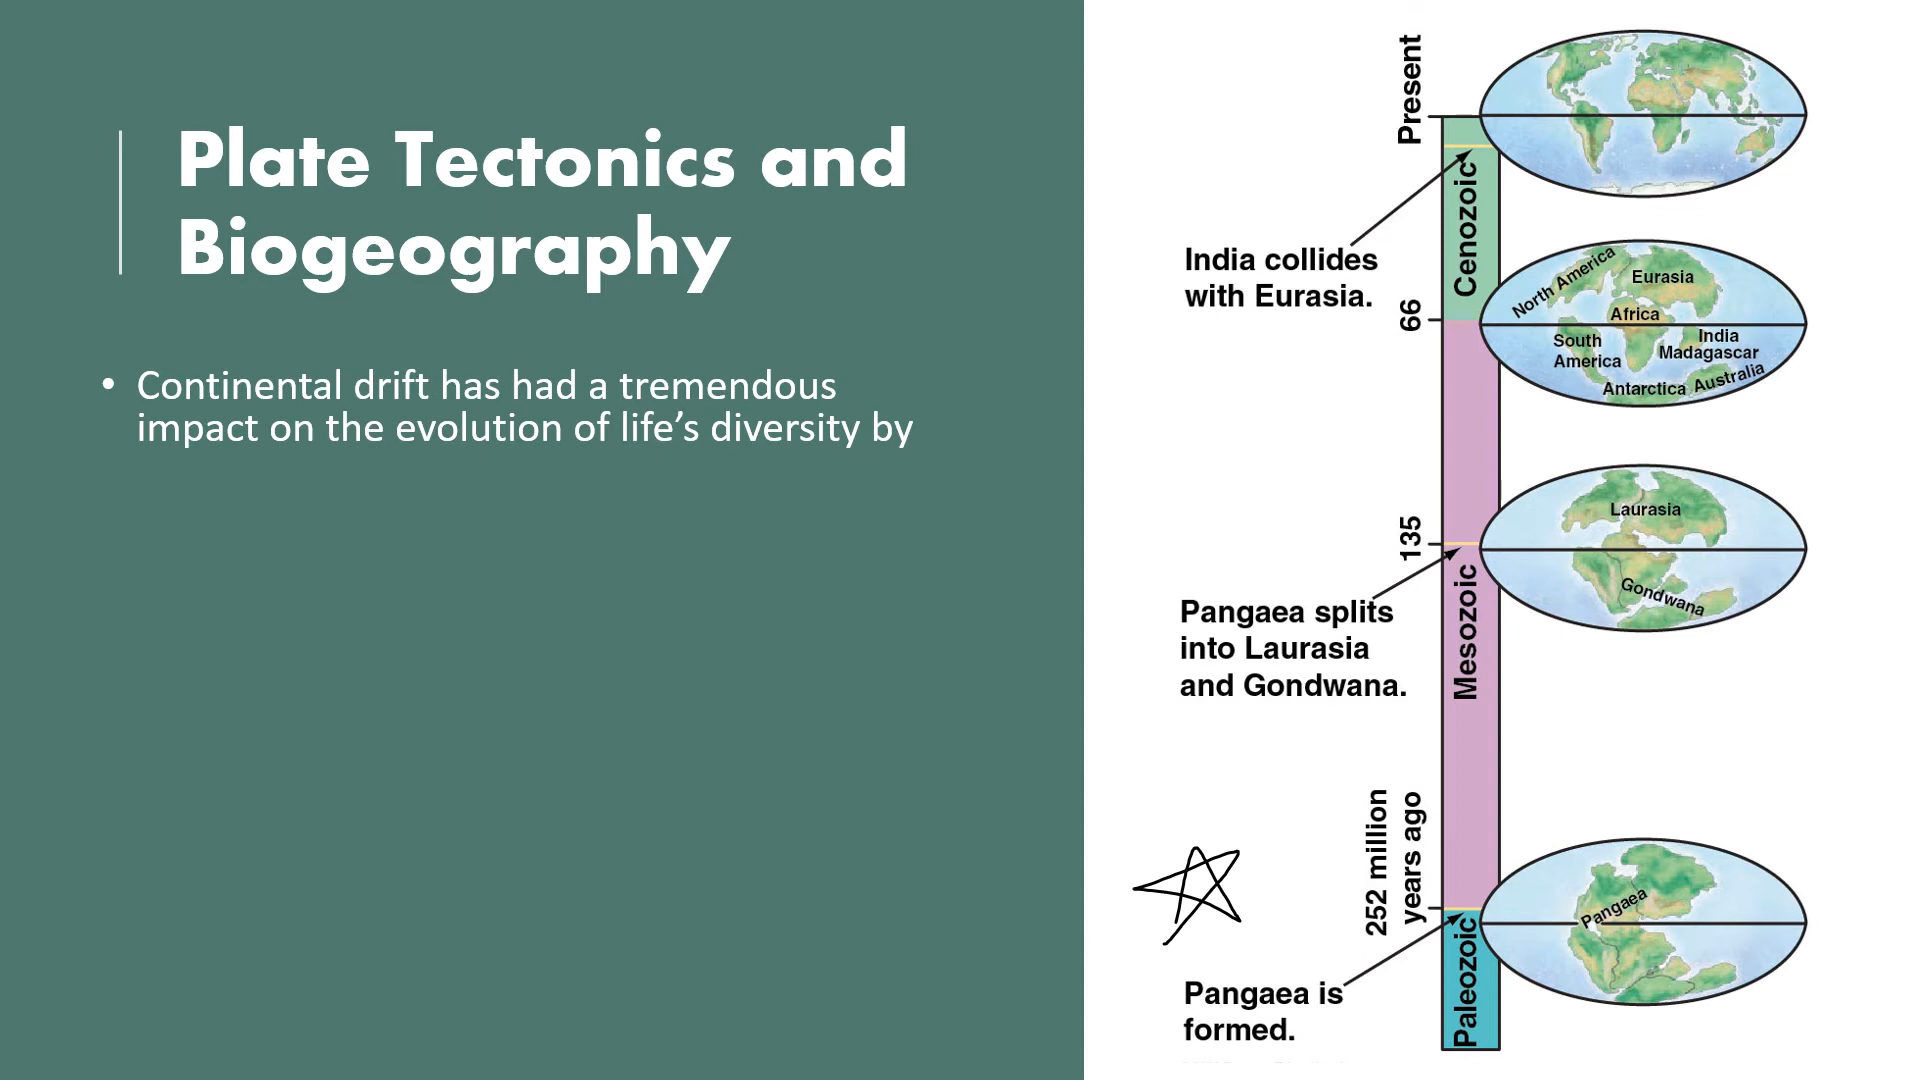 Plate Tectonics and
Biogeography
• Continental drift has had a tremendous
impact on the evolution of life’s diversity by
Present
Cenozoic
India collides
with Eurasia.
66
North America
Eurasia
Africa
South
America
India
Madagascar
Antarctica
Australia
135
Laurasia
Gondwana
Mesozoic
Pangaea splits
into Laurasia
and Gondwana.
252 million
years ago
Pangaea
Paleozoic
Pangaea is
formed.